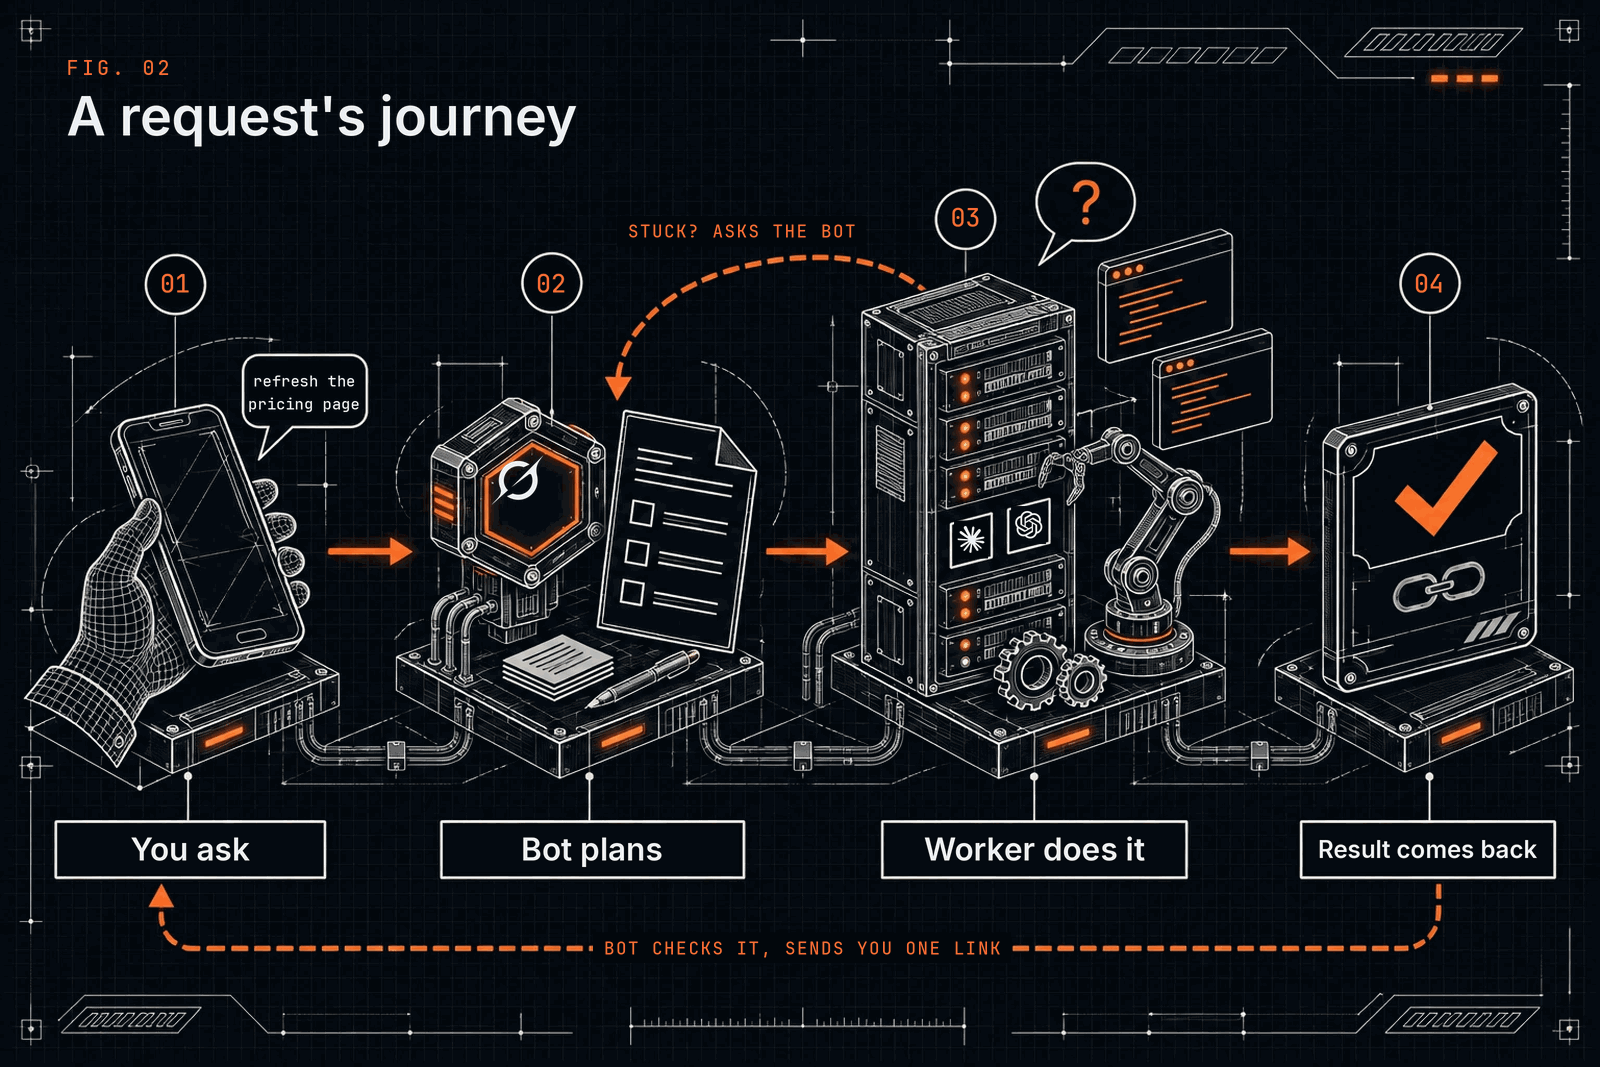 FIG. 02
A request's journey
STUCK? ASKS THE BOT
03
?
01
02
04
refresh the
pricing page
You ask
Bot plans
Worker does it
Result comes back
BOT CHECKS IT, SENDS YOU ONE LINK